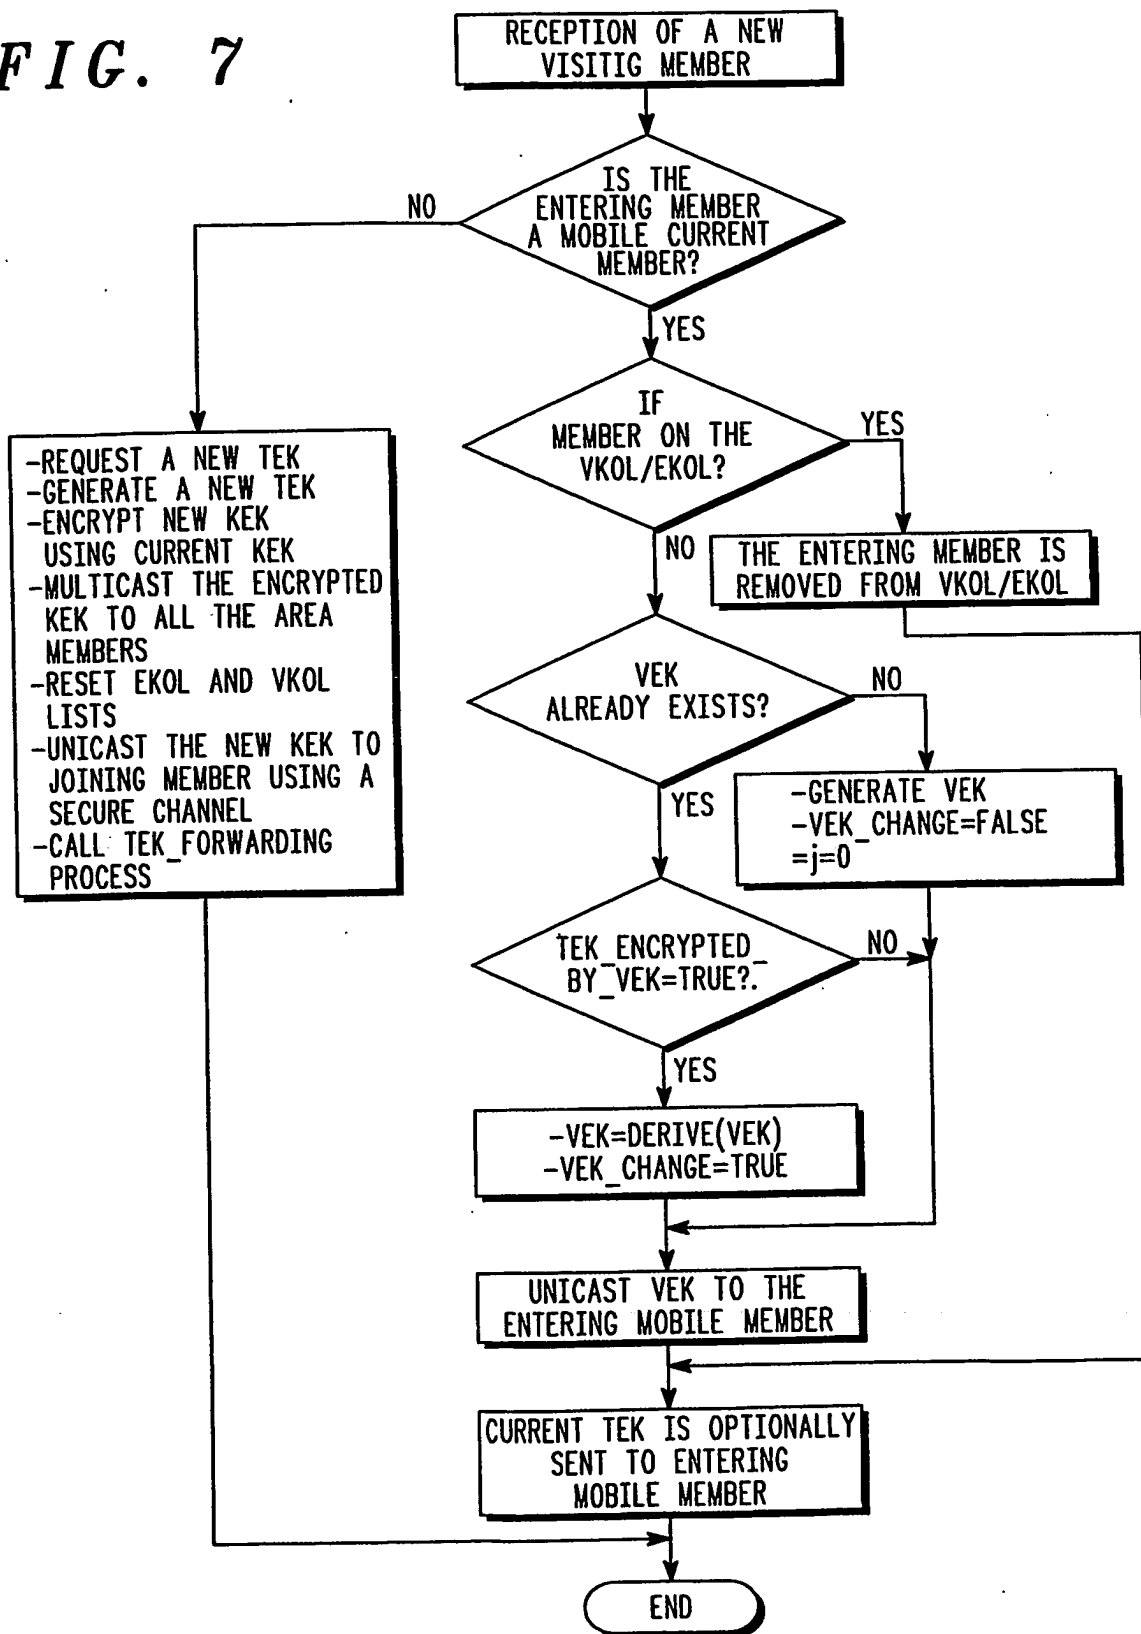 FIG. 7
RECEPTION OF A NEW
VISITIG MEMBER
IS THE
ENTERING MEMBER
A MOBILE CURRENT
MEMBER?
NO
YES
IF
MEMBER ON THE
VKOL/EKOL?
YES
NO
THE ENTERING MEMBER IS
REMOVED FROM VKOL/EKOL
-REQUEST A NEW TEK
-GENERATE A NEW TEK
-ENCRYPT NEW KEK
USING CURRENT KEK
-MULTICAST THE ENCRYPTED
KEK TO ALL THE AREA
MEMBERS
-RESET EKOL AND VKOL
LISTS
-UNICAST THE NEW KEK TO
JOINING MEMBER USING A
SECURE CHANNEL
-CALL TEK_FORWARDING
PROCESS
VEK
ALREADY EXISTS?
NO
YES
-GENERATE VEK
-VEK_CHANGE=FALSE
=j=0
TEK_ENCRYPTED_
BY_VEK=TRUE?.
NO
YES
-VEK=DERIVE(VEK)
-VEK_CHANGE=TRUE
UNICAST VEK TO THE
ENTERING MOBILE MEMBER
CURRENT TEK IS OPTIONALLY
SENT TO ENTERING
MOBILE MEMBER
END